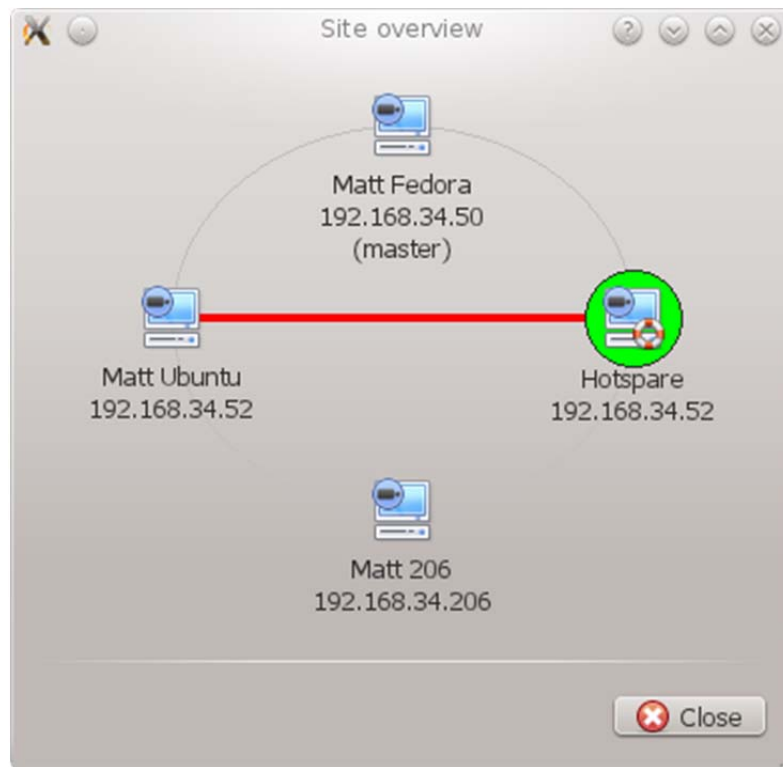 Site overview
Matt Fedora
192.168.34.50
(master)
Matt Ubuntu
192.168.34.52
Hotspare
192.168.34.52
Matt 206
192.168.34.206
Close